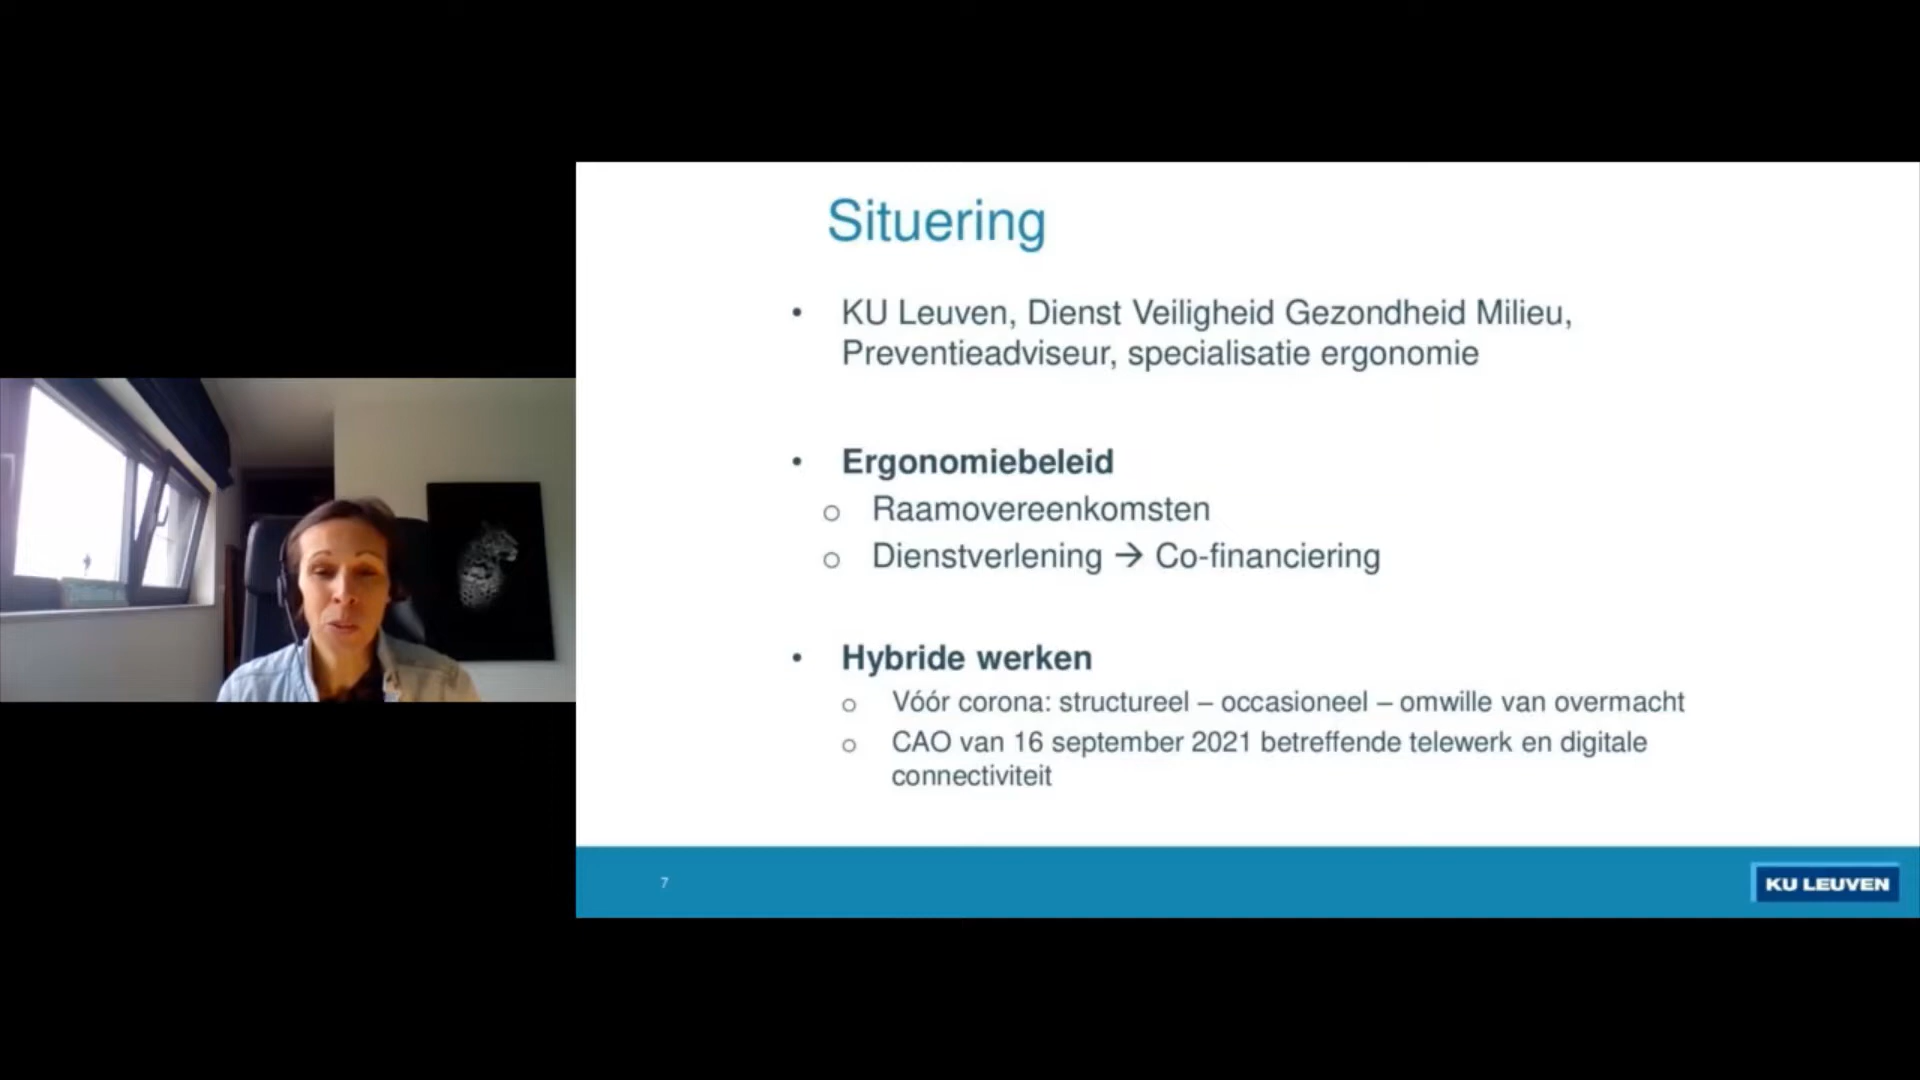 Situering
• KU Leuven, Dienst Veiligheid Gezondheid Milieu,
Preventieadviseur, specialisatie ergonomie
• Ergonomiebeleid
o Raamovereenkomsten
o Dienstverlening → Co-financiering
• Hybride werken
o Vóór corona: structureel – occasioneel – omwille van overmacht
o CAO van 16 september 2021 betreffende telewerk en digitale
connectiviteit
7
KU LEUVEN